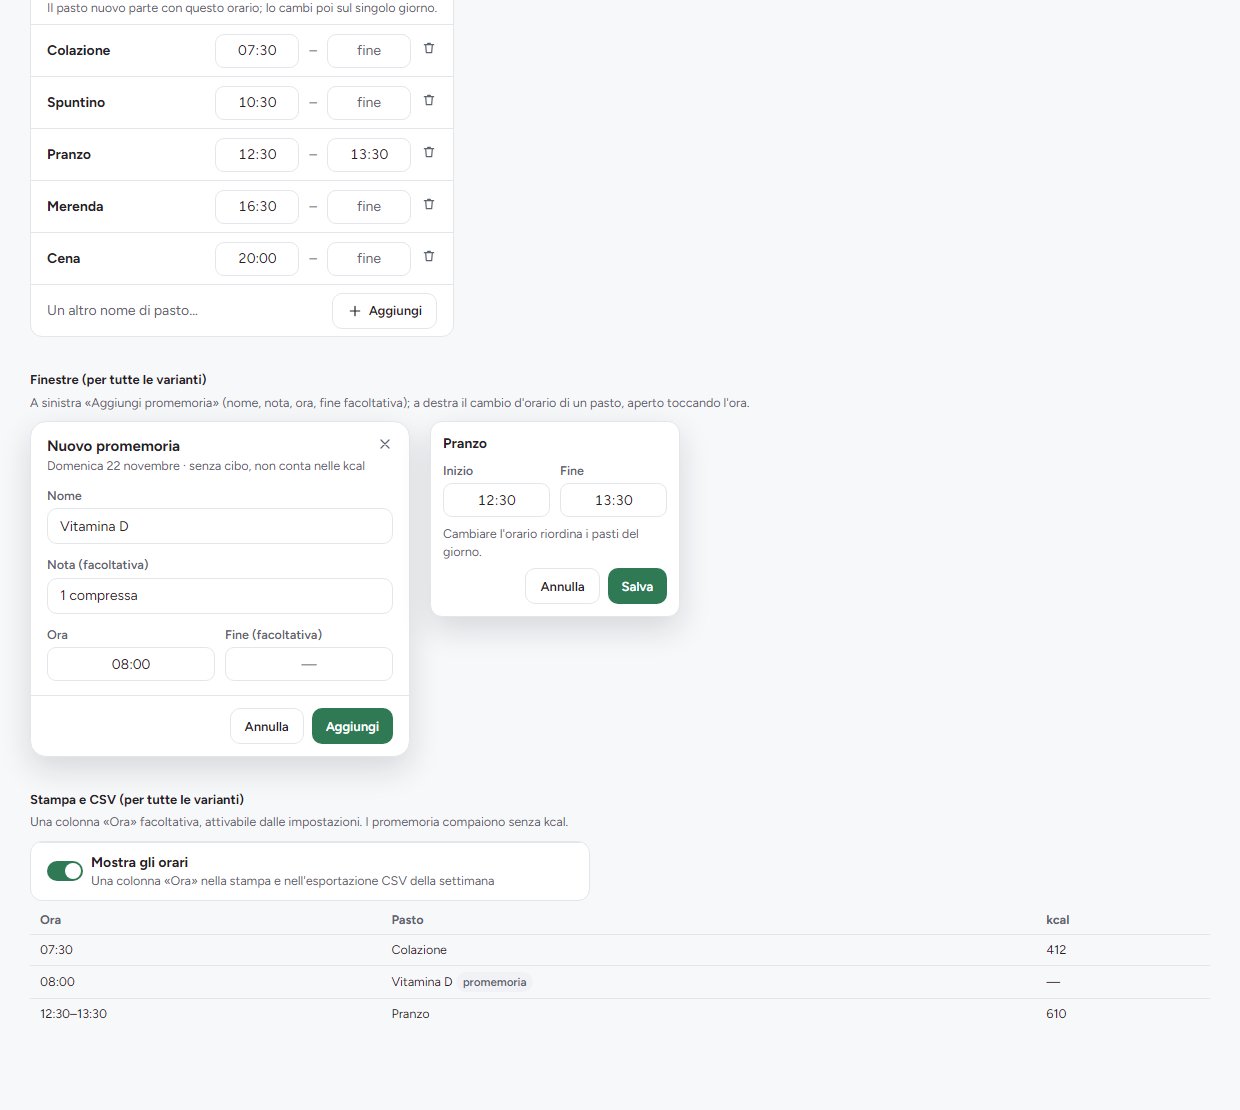 Il pasto nuovo parte con questo orario; lo cambi poi sul singolo giorno.
Colazione 07:30 – fine
Spuntino 10:30 – fine
Pranzo 12:30 – 13:30
Merenda 16:30 – fine
Cena 20:00 – fine
Un altro nome di pasto... + Aggiungi
Finestre (per tutte le varianti)
A sinistra «Aggiungi promemoria» (nome, nota, ora, fine facoltativa); a destra il cambio d'orario di un pasto, aperto toccando l'ora.
Nuovo promemoria
Domenica 22 novembre · senza cibo, non conta nelle kcal
Nome
Vitamina D
Nota (facoltativa)
1 compressa
Ora Fine (facoltativa)
08:00 —
Annulla Aggiungi
Pranzo
Inizio Fine
12:30 13:30
Cambiare l'orario riordina i pasti del
giorno.
Annulla Salva
Stampa e CSV (per tutte le varianti)
Una colonna «Ora» facoltativa, attivabile dalle impostazioni. I promemoria compaiono senza kcal.
Mostra gli orari
Una colonna «Ora» nella stampa e nell'esportazione CSV della settimana
Ora Pasto kcal
07:30 Colazione 412
08:00 Vitamina D promemoria —
12:30–13:30 Pranzo 610